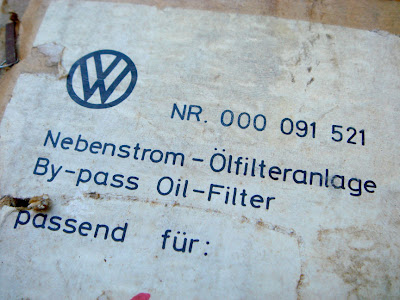 NR. 000 091 521
Nebenstrom-Ölfilteranlage
By-pass Oil-Filter
passend für: